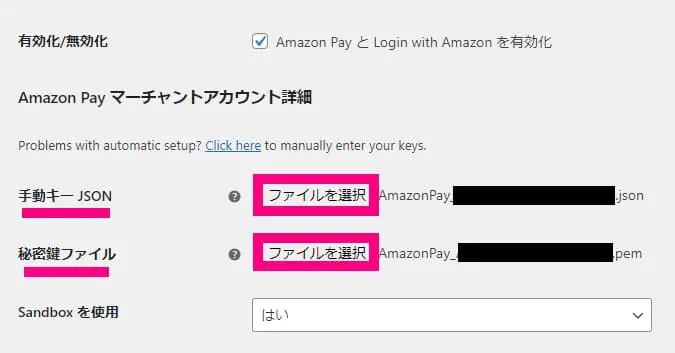 有効化/無効化 Amazon Pay と Login with Amazon を有効化
Amazon Pay マーチャントアカウント詳細
Problems with automatic setup? Click here to manually enter your keys.
手動キー JSON ファイルを選択 AmazonPay_ .json
秘密鍵ファイル ファイルを選択 AmazonPay_ .pem
Sandbox を使用 はい